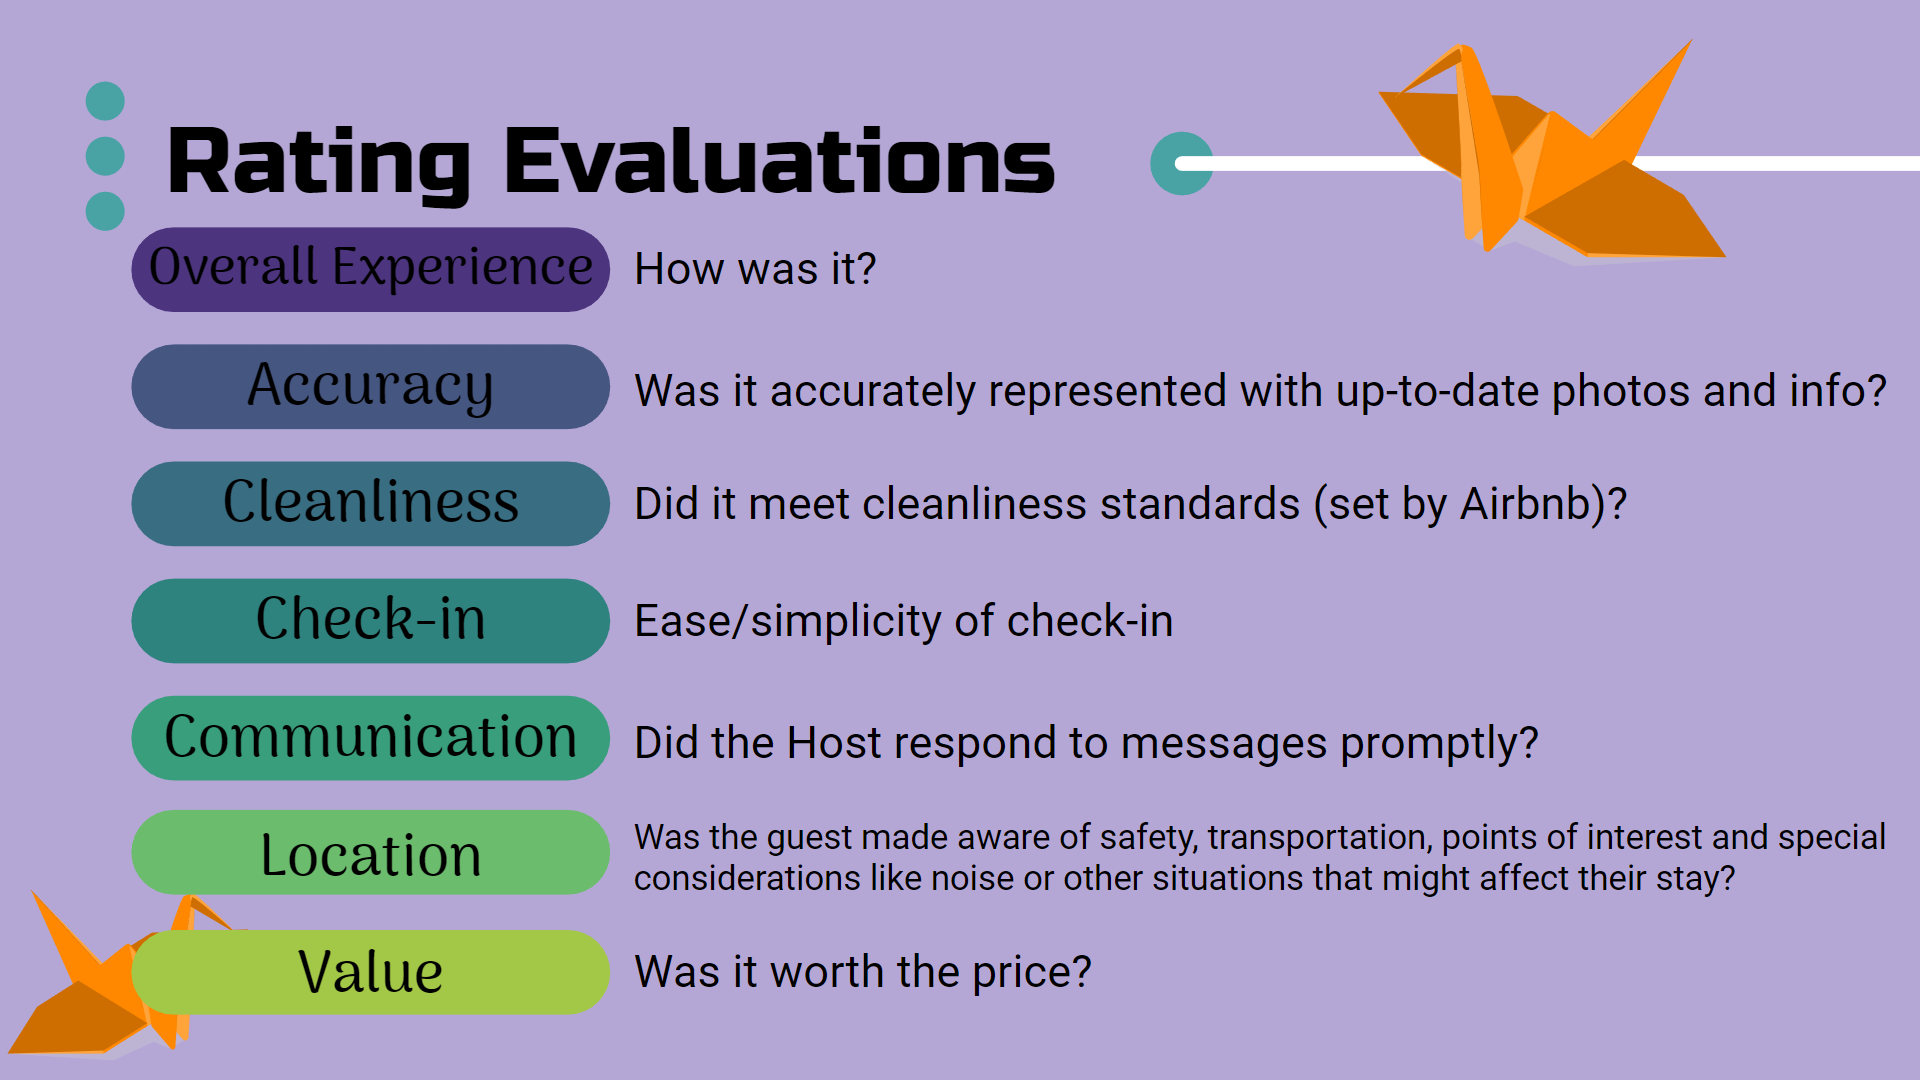 Rating Evaluations
Overall Experience
How was it?
Accuracy
Was it accurately represented with up-to-date photos and info?
Cleanliness
Did it meet cleanliness standards (set by Airbnb)?
Check-in
Ease/simplicity of check-in
Communication
Did the Host respond to messages promptly?
Location
Was the guest made aware of safety, transportation, points of interest and special
considerations like noise or other situations that might affect their stay?
Value
Was it worth the price?